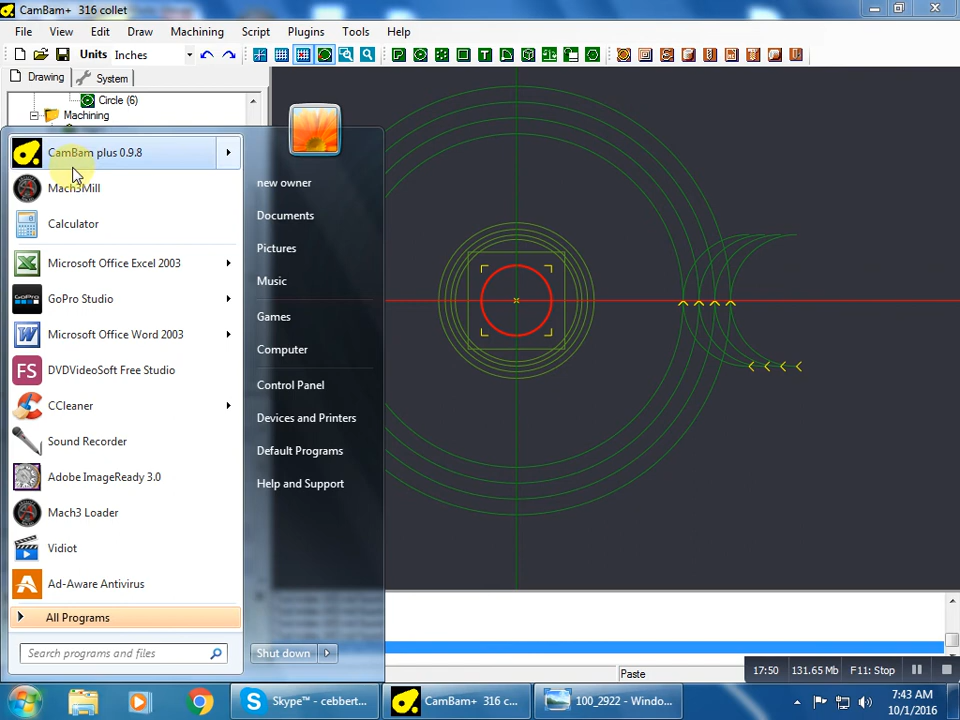 CamBam+ 316 collet
File View Edit Draw Machining Script Plugins Tools Help
Units Inches
Drawing System
Circle (6)
Machining
CamBam plus 0.9.8
Mach3Mill
Calculator
Microsoft Office Excel 2003
GoPro Studio
Microsoft Office Word 2003
FS DVDVideoSoft Free Studio
CCleaner
Sound Recorder
Adobe ImageReady 3.0
Mach3 Loader
Vidiot
Ad-Aware Antivirus
All Programs
Search programs and files
new owner
Documents
Pictures
Music
Games
Computer
Control Panel
Devices and Printers
Default Programs
Help and Support
Shut down
Paste
17:50 131.65 Mb F11: Stop
Skype™ - cebbert... CamBam+ 316 c... 100_2922 - Windo...
7:43 AM
10/1/2016